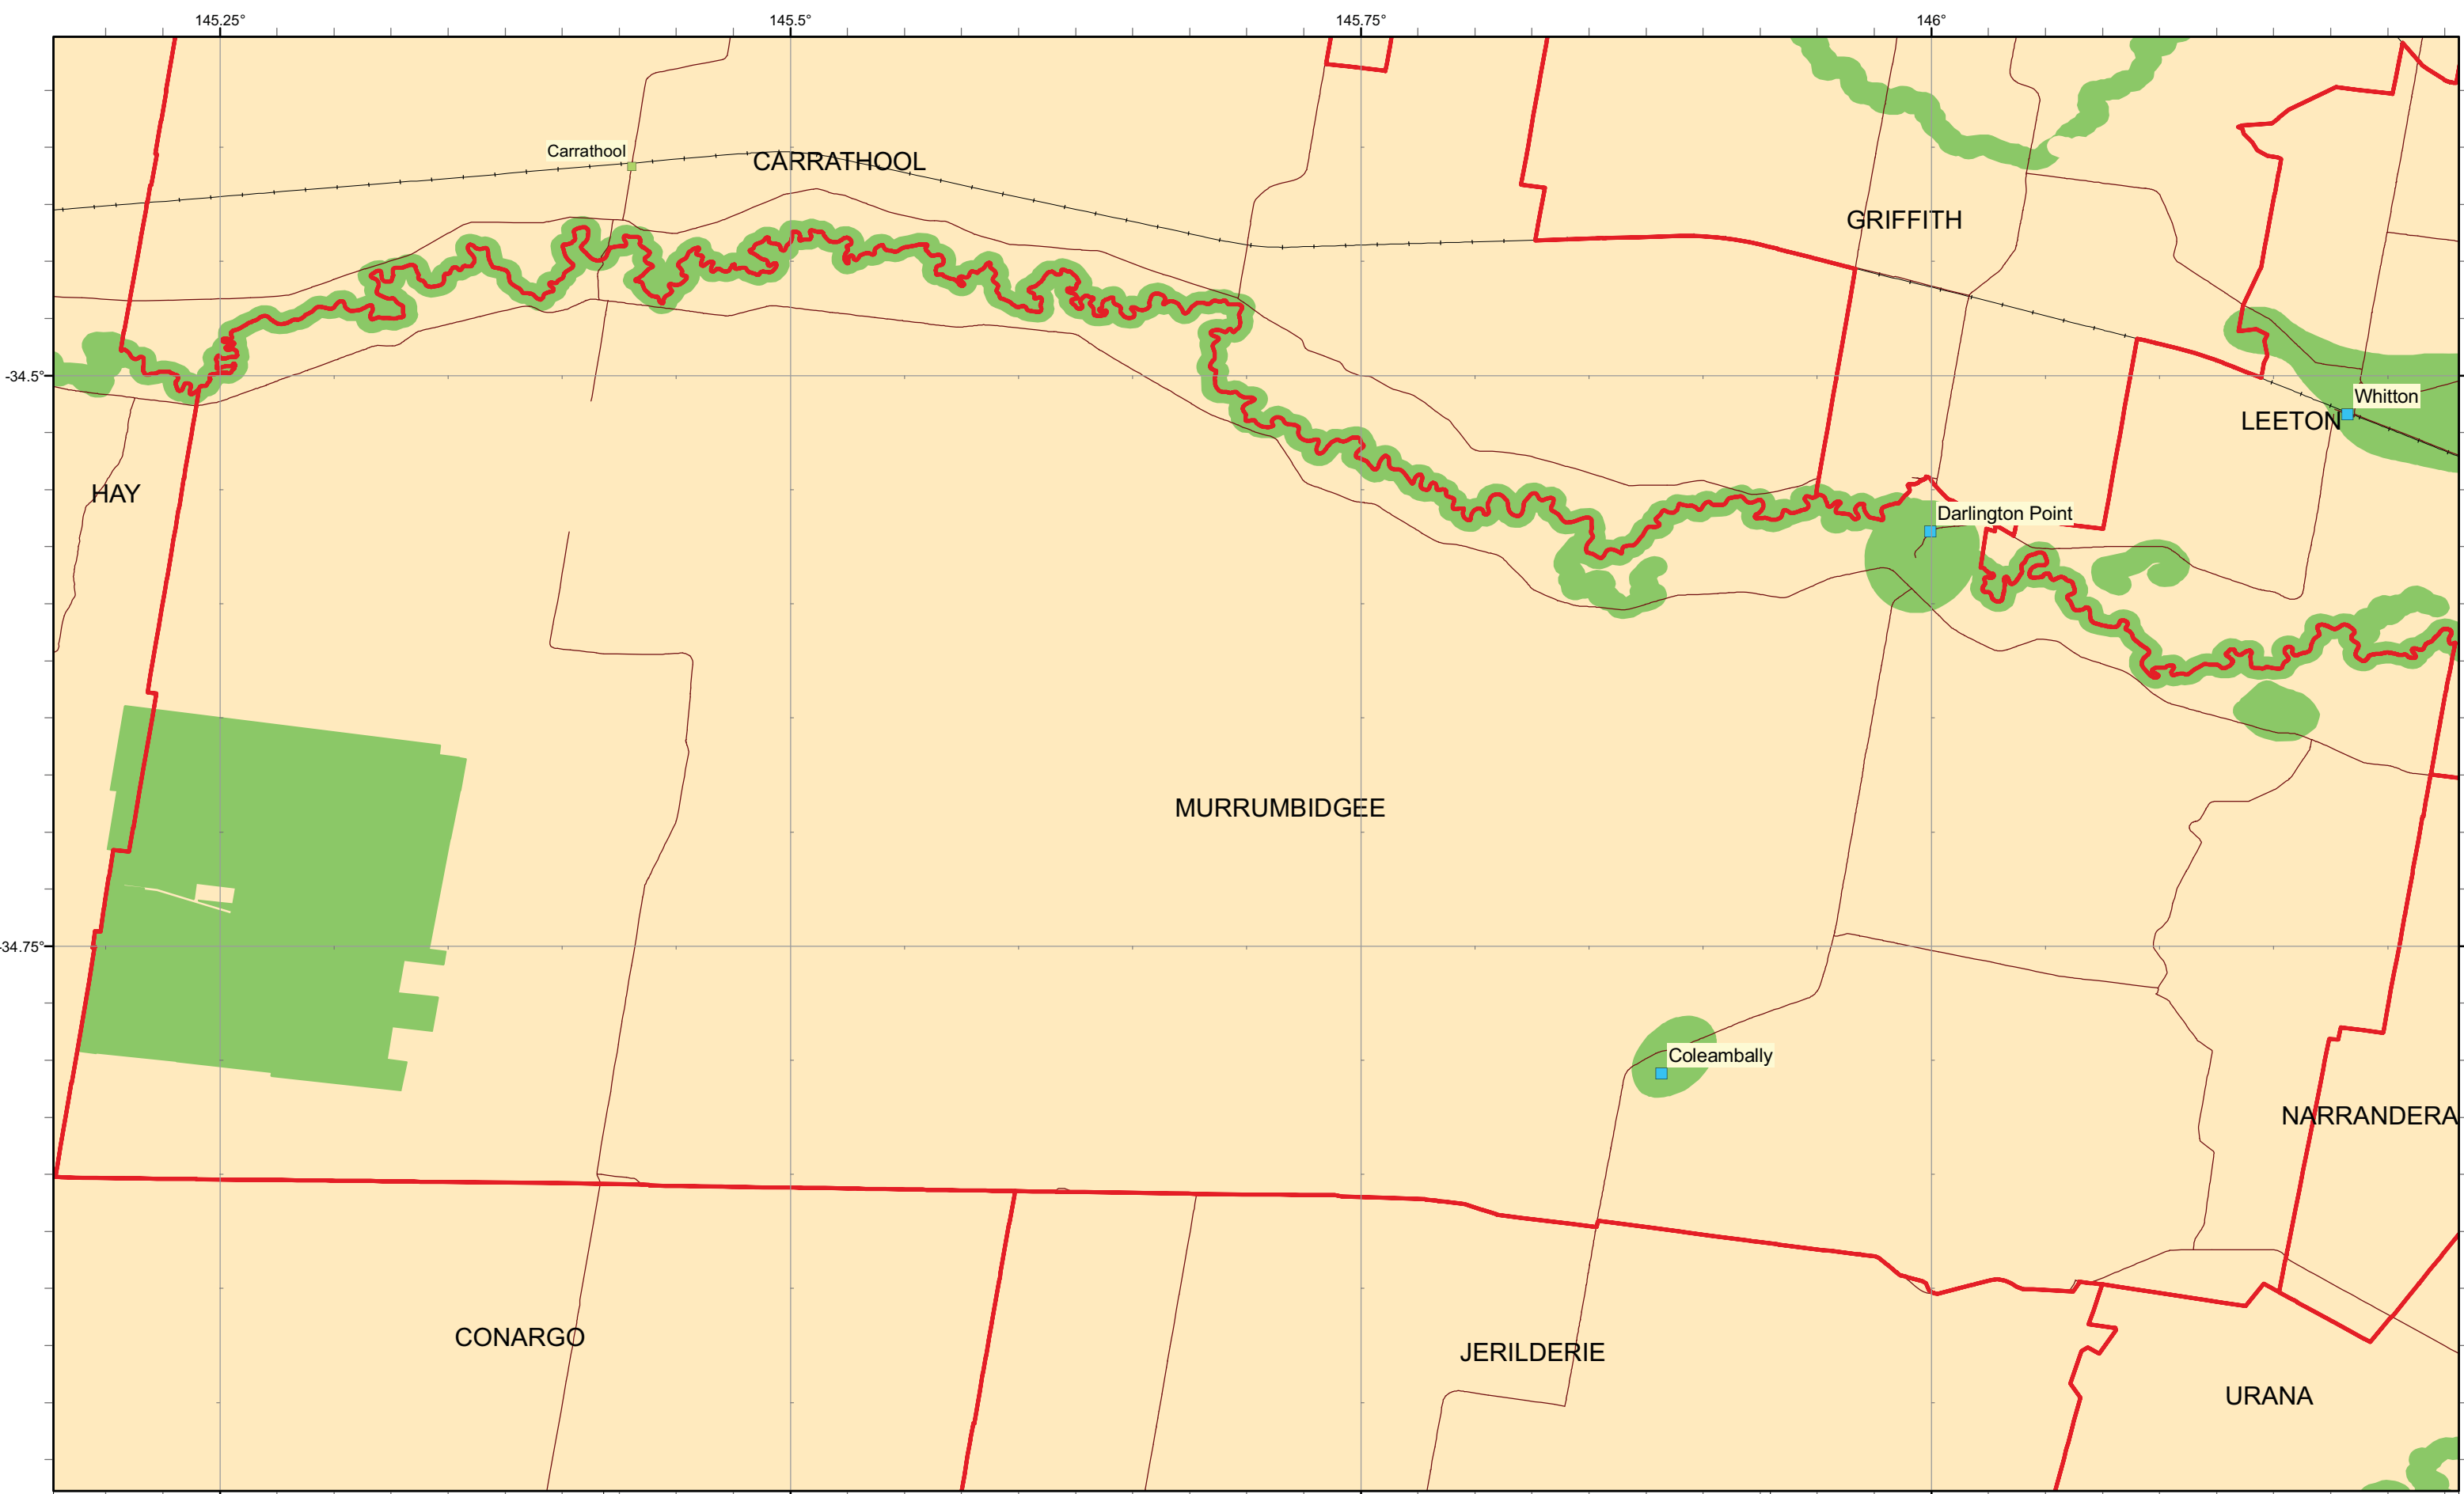 145.25° 145.5° 145.75° 146°
Carrathool
CARRATHOOL
GRIFFITH
-34.5°
Whitton
LEETON
HAY
Darlington Point
MURRUMBIDGEE
-34.75°
Coleambally
NARRANDERA
CONARGO
JERILDERIE
URANA